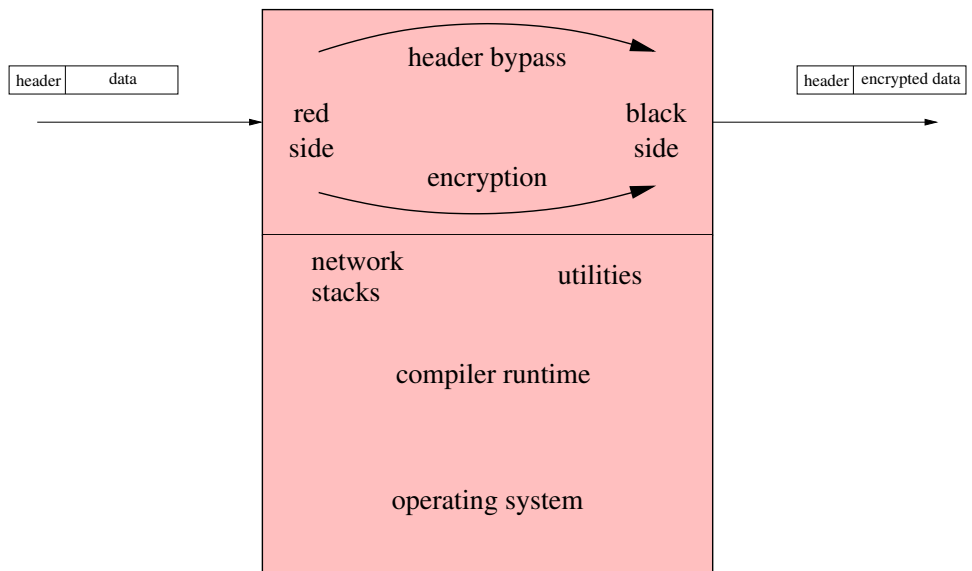 header bypass
header data
header encrypted data
red
side
black
side
encryption
network
stacks
utilities
compiler runtime
operating system